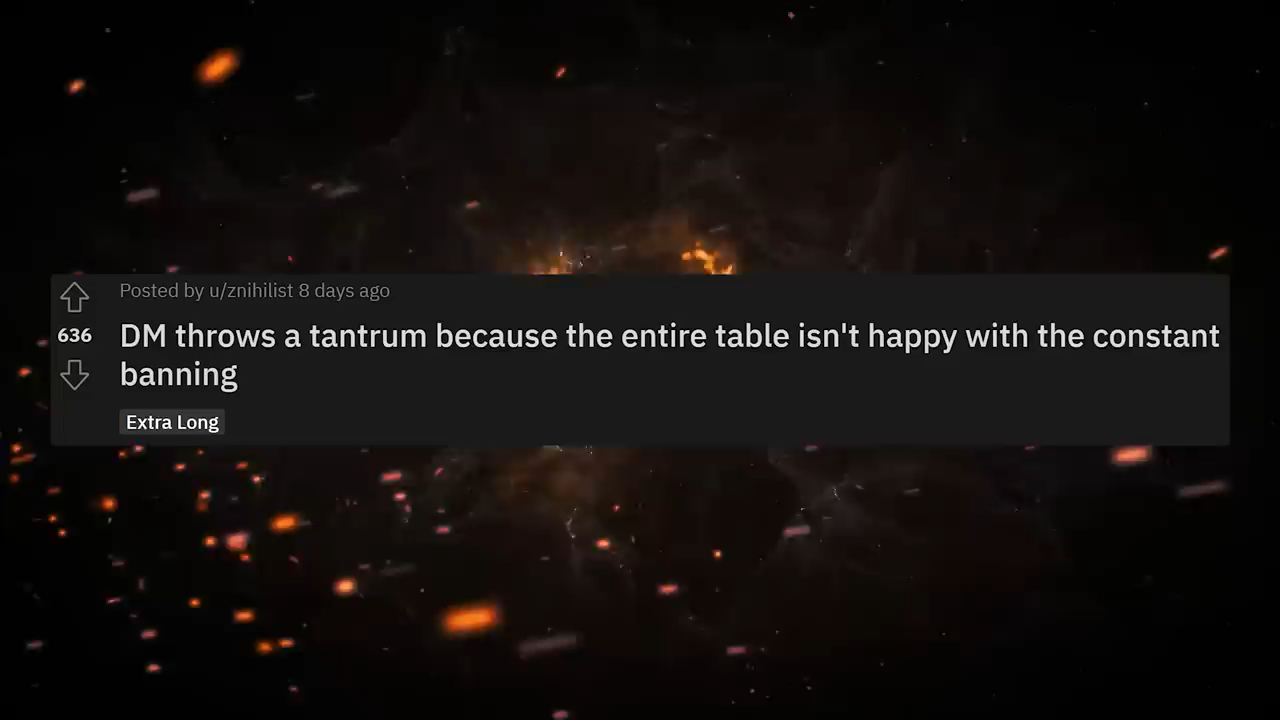 Posted by u/znihilist 8 days ago
636
DM throws a tantrum because the entire table isn't happy with the constant
banning
Extra Long